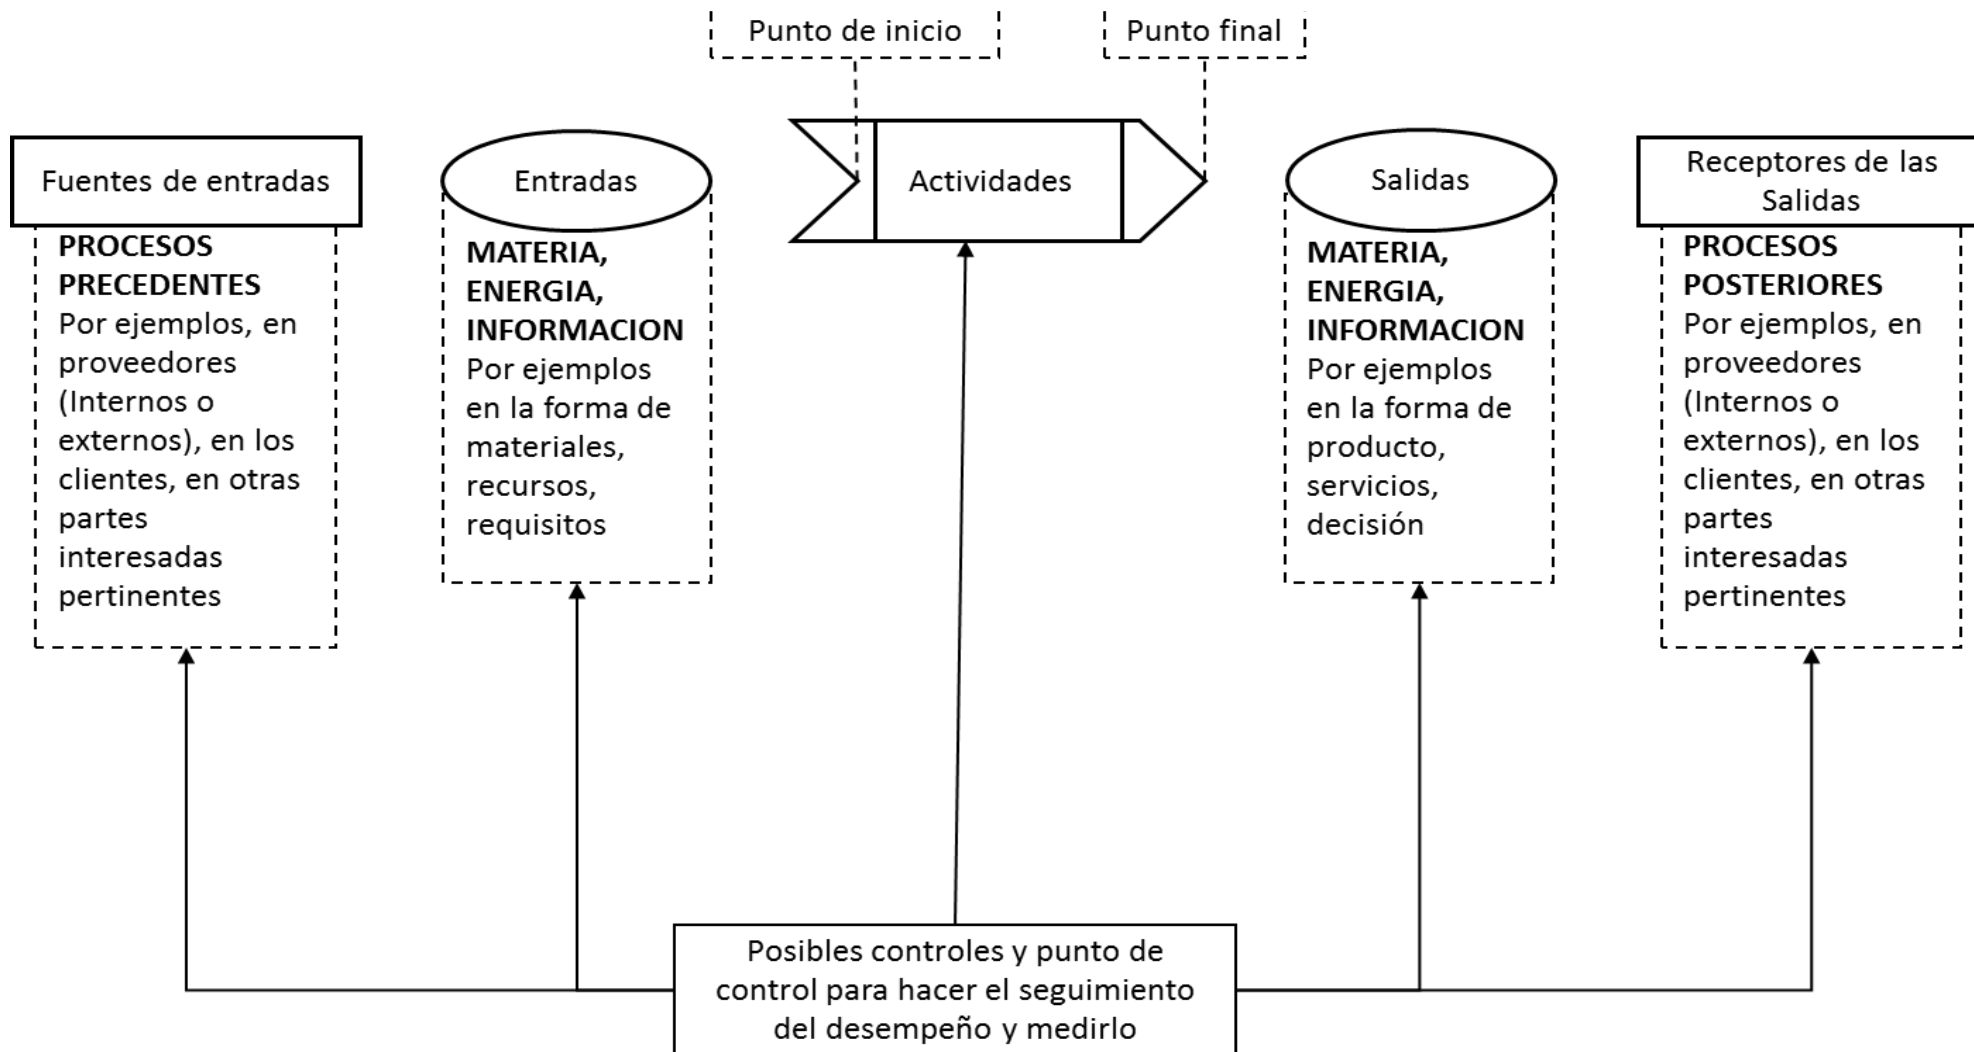 Punto de inicio
Punto final
Fuentes de entradas
PROCESOS
PRECEDENTES
Por ejemplos, en
proveedores
(Internos o
externos), en los
clientes, en otras
partes
interesadas
pertinentes
Entradas
MATERIA,
ENERGIA,
INFORMACION
Por ejemplos
en la forma de
materiales,
recursos,
requisitos
Actividades
Salidas
MATERIA,
ENERGIA,
INFORMACION
Por ejemplos
en la forma de
producto,
servicios,
decisión
Receptores de las
Salidas
PROCESOS
POSTERIORES
Por ejemplos, en
proveedores
(Internos o
externos), en los
clientes, en otras
partes
interesadas
pertinentes
Posibles controles y punto de
control para hacer el seguimiento
del desempeño y medirlo